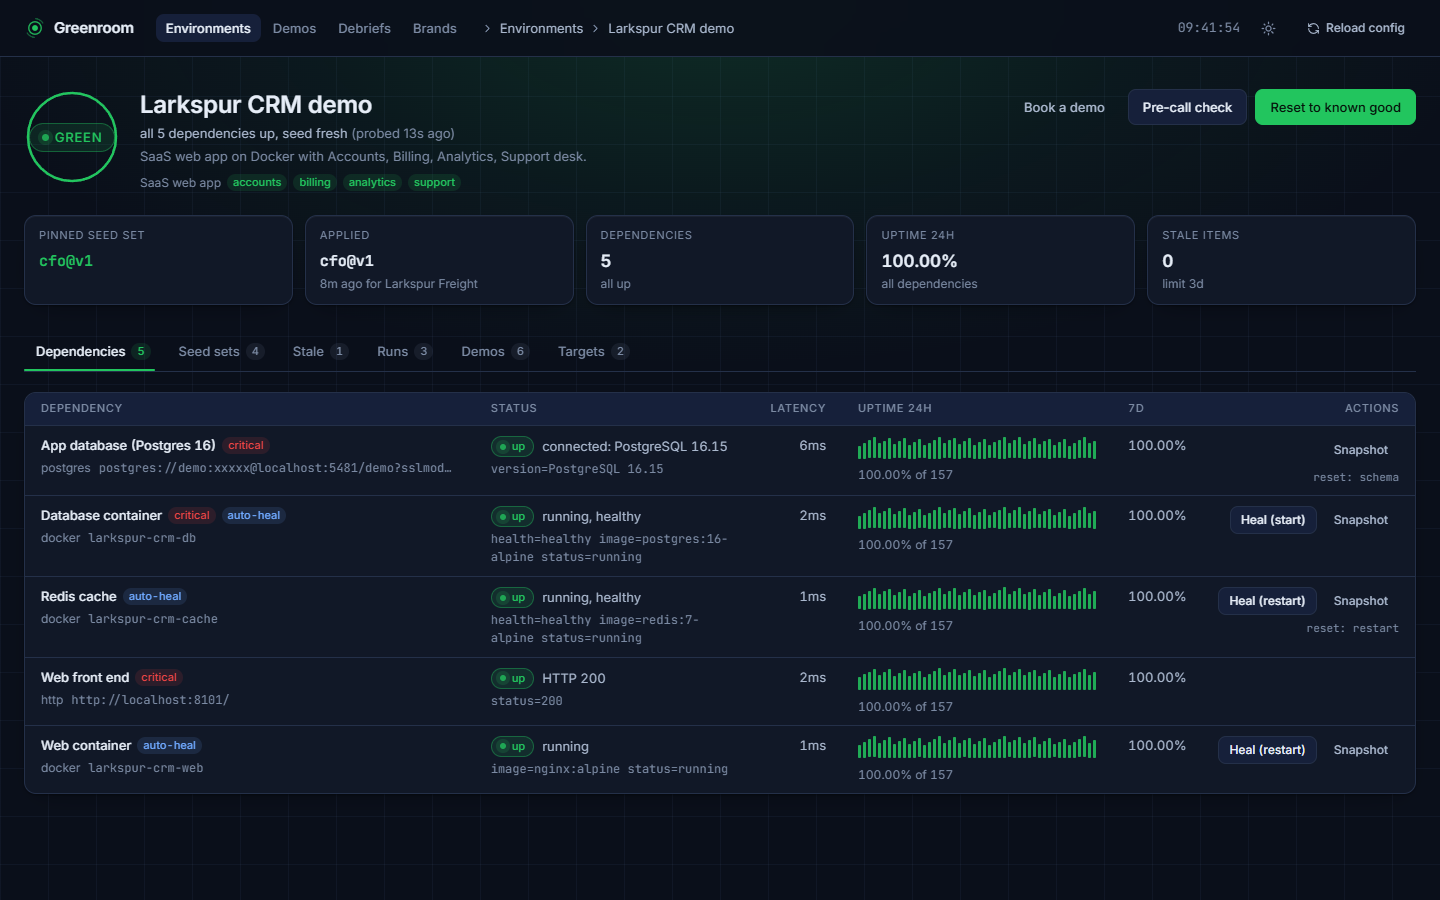 Greenroom
Environments Demos Debriefs Brands > Environments > Larkspur CRM demo
09:41:54 Reload config
GREEN
Larkspur CRM demo
all 5 dependencies up, seed fresh (probed 13s ago)
SaaS web app on Docker with Accounts, Billing, Analytics, Support desk.
SaaS web app accounts billing analytics support
Book a demo Pre-call check Reset to known good
PINNED SEED SET
cfo@v1
APPLIED
cfo@v1
8m ago for Larkspur Freight
DEPENDENCIES
5
all up
UPTIME 24H
100.00%
all dependencies
STALE ITEMS
0
limit 3d
Dependencies 5 Seed sets 4 Stale 1 Runs 3 Demos 6 Targets 2
DEPENDENCY STATUS LATENCY UPTIME 24H 7D ACTIONS
App database (Postgres 16) critical
postgres postgres://demo:xxxxx@localhost:5481/demo?sslmod…
up connected: PostgreSQL 16.15
version=PostgreSQL 16.15
6ms
100.00% of 157
100.00%
Snapshot
reset: schema
Database container critical auto-heal
docker larkspur-crm-db
up running, healthy
health=healthy image=postgres:16-
alpine status=running
2ms
100.00% of 157
100.00%
Heal (start) Snapshot
Redis cache auto-heal
docker larkspur-crm-cache
up running, healthy
health=healthy image=redis:7-
alpine status=running
1ms
100.00% of 157
100.00%
Heal (restart) Snapshot
reset: restart
Web front end critical
http http://localhost:8101/
up HTTP 200
status=200
2ms
100.00% of 157
100.00%
Web container auto-heal
docker larkspur-crm-web
up running
image=nginx:alpine status=running
1ms
100.00% of 157
100.00%
Heal (restart) Snapshot